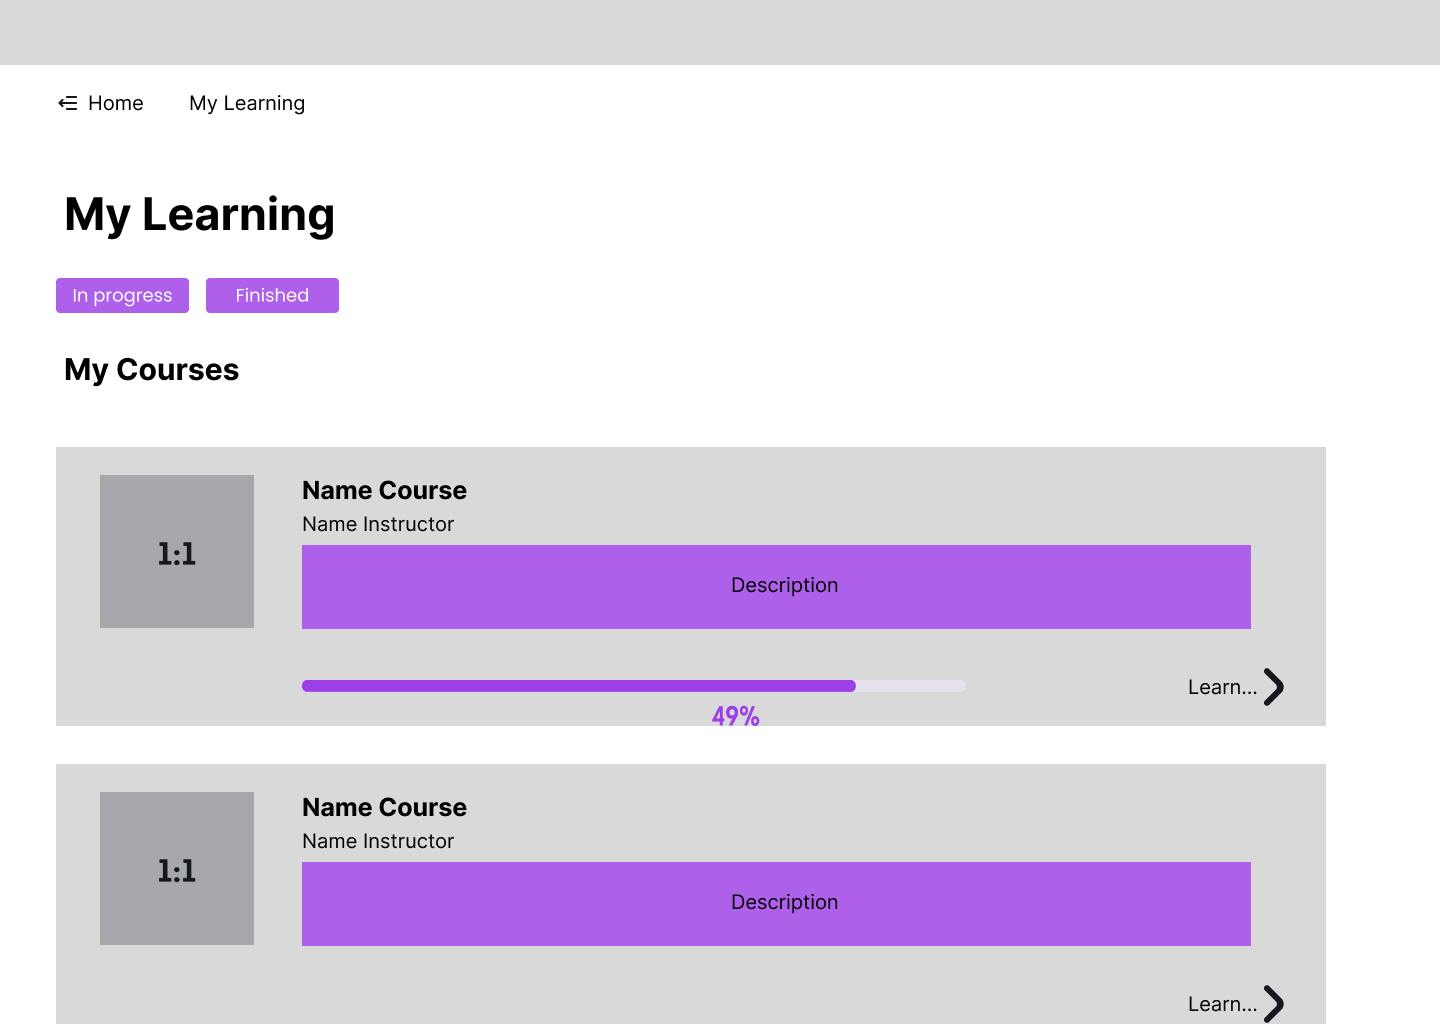 Home My Learning
My Learning
In progress Finished
My Courses
1:1
Name Course
Name Instructor
Description
49%
Learn...
1:1
Name Course
Name Instructor
Description
Learn...